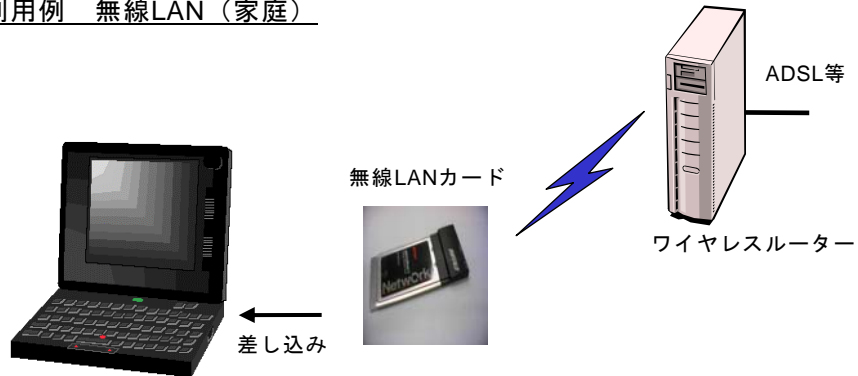 利用例　無線LAN（家庭）
ADSL等
無線LANカード
ワイヤレスルーター
NetwOrk
差し込み